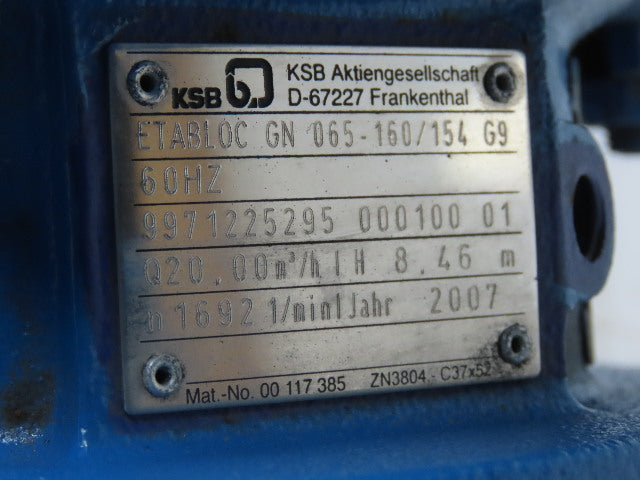 KSB KSB Aktiengesellschaft
D-67227 Frankenthal
ETABLOC GN 065-160/154 G9
60HZ
9971225295 000100 01
Q20,00m³/h|H 8,46 m
n 1692 1/min|Jahr 2007
Mat.-No. 00 117 385 ZN3804 - C37x52